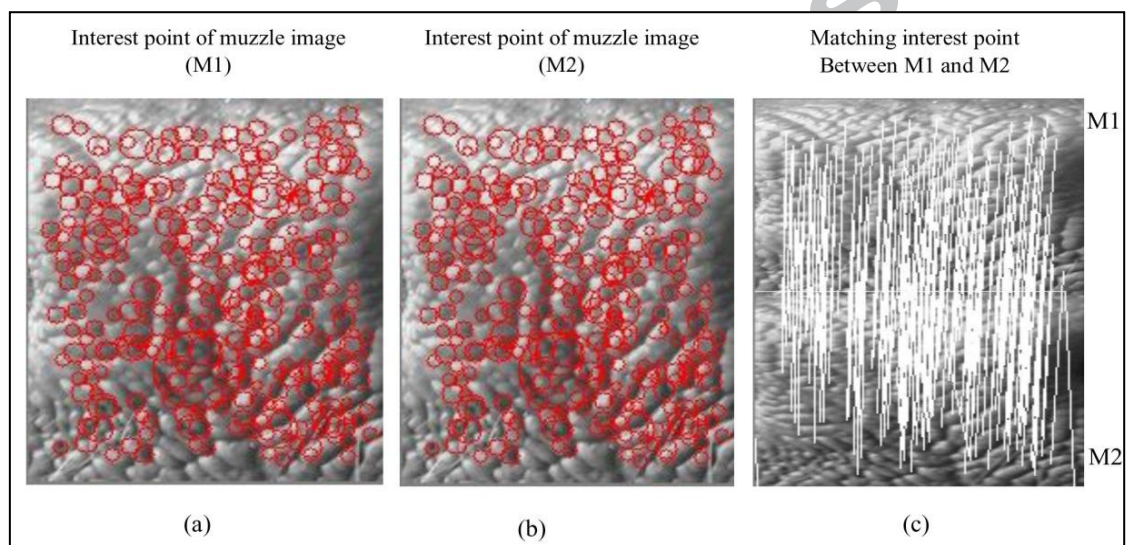 Interest point of muzzle image
(M1)
Interest point of muzzle image
(M2)
Matching interest point
Between M1 and M2
M1
M2
(a)
(b)
(c)